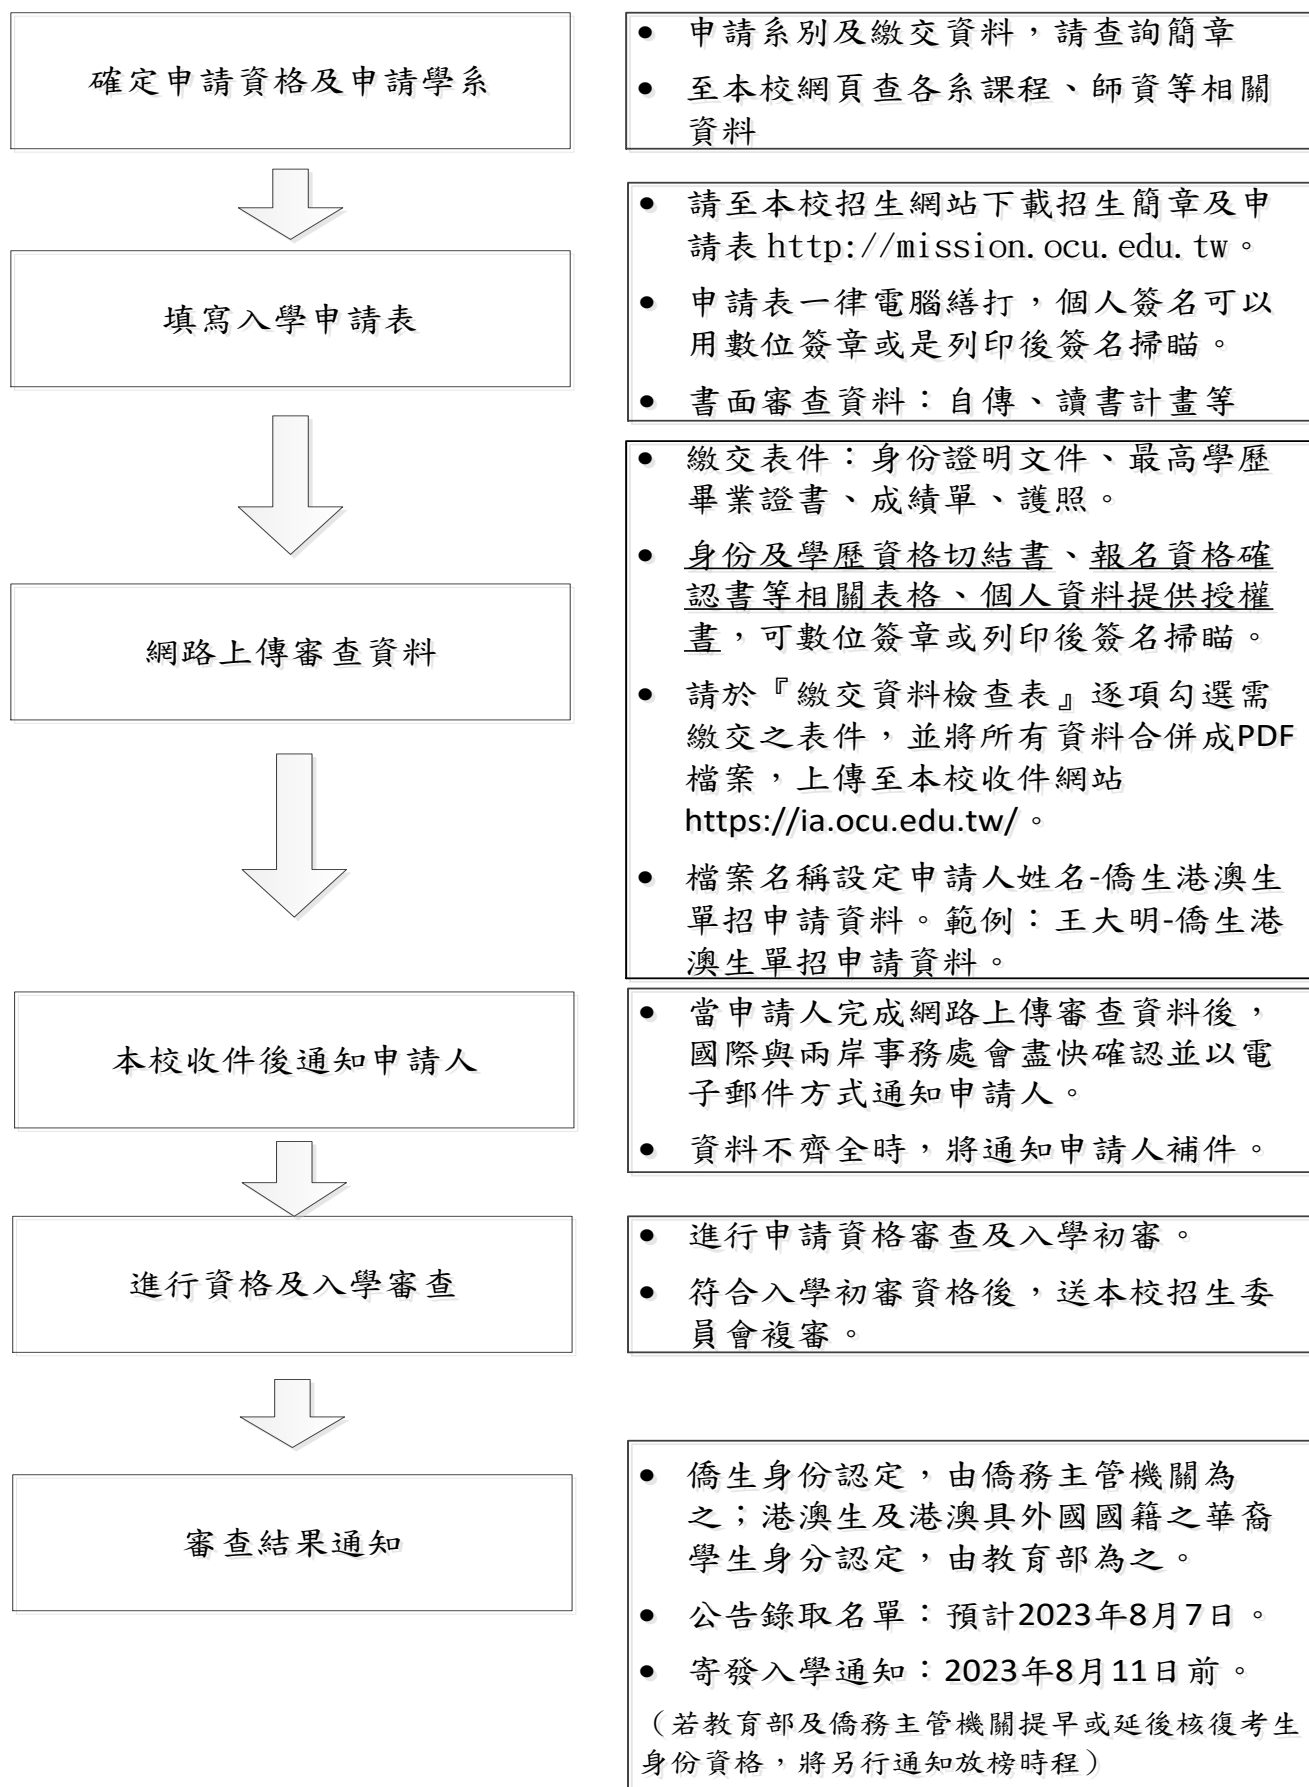 確定申請資格及申請學系
• 申請系別及繳交資料，請查詢簡章
• 至本校網頁查各系課程、師資等相關
資料
填寫入學申請表
• 請至本校招生網站下載招生簡章及申
請表 http://mission.ocu.edu.tw。
• 申請表一律電腦繕打，個人簽名可以
用數位簽章或是列印後簽名掃瞄。
• 書面審查資料：自傳、讀書計畫等
網路上傳審查資料
• 繳交表件：身份證明文件、最高學歷
畢業證書、成績單、護照。
• 身份及學歷資格切結書、報名資格確
認書等相關表格、個人資料提供授權
書，可數位簽章或列印後簽名掃瞄。
• 請於『繳交資料檢查表』逐項勾選需
繳交之表件，並將所有資料合併成PDF
檔案，上傳至本校收件網站
https://ia.ocu.edu.tw/。
• 檔案名稱設定申請人姓名-僑生港澳生
單招申請資料。範例：王大明-僑生港
澳生單招申請資料。
本校收件後通知申請人
• 當申請人完成網路上傳審查資料後，
國際與兩岸事務處會盡快確認並以電
子郵件方式通知申請人。
• 資料不齊全時，將通知申請人補件。
進行資格及入學審查
• 進行申請資格審查及入學初審。
• 符合入學初審資格後，送本校招生委
員會複審。
審查結果通知
• 僑生身份認定，由僑務主管機關為
之；港澳生及港澳具外國國籍之華裔
學生身分認定，由教育部為之。
• 公告錄取名單：預計2023年8月7日。
• 寄發入學通知：2023年8月11日前。
（若教育部及僑務主管機關提早或延後核復考生
身份資格，將另行通知放榜時程）